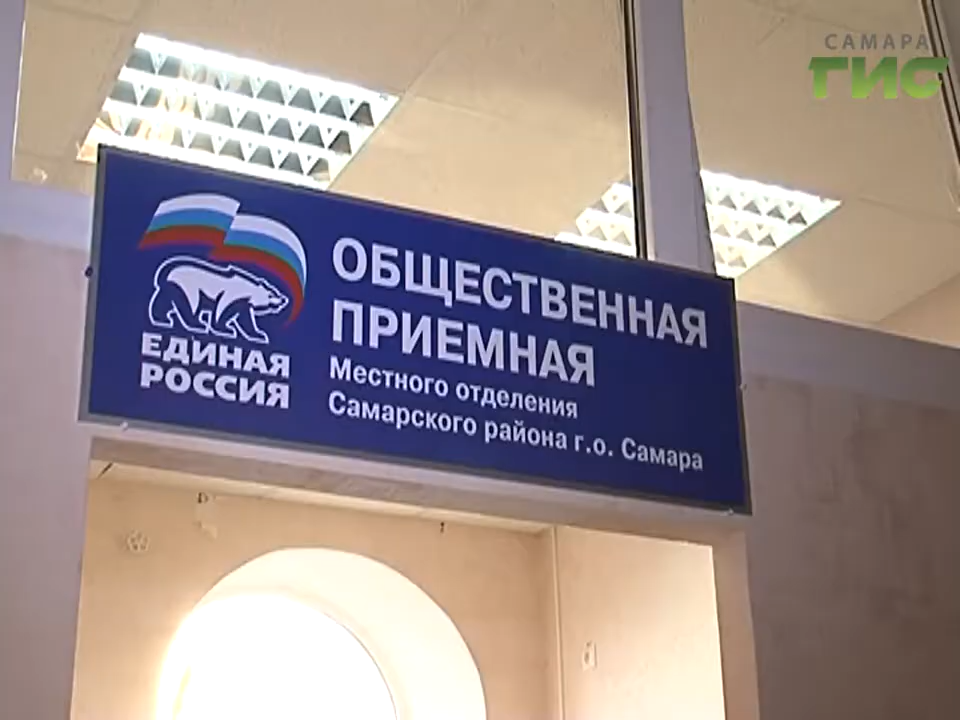 САМАРА
ГИС
ОБЩЕСТВЕННАЯ
ПРИЕМНАЯ
Местного отделения
Самарского района г.о. Самара
ЕДИНАЯ
РОССИЯ